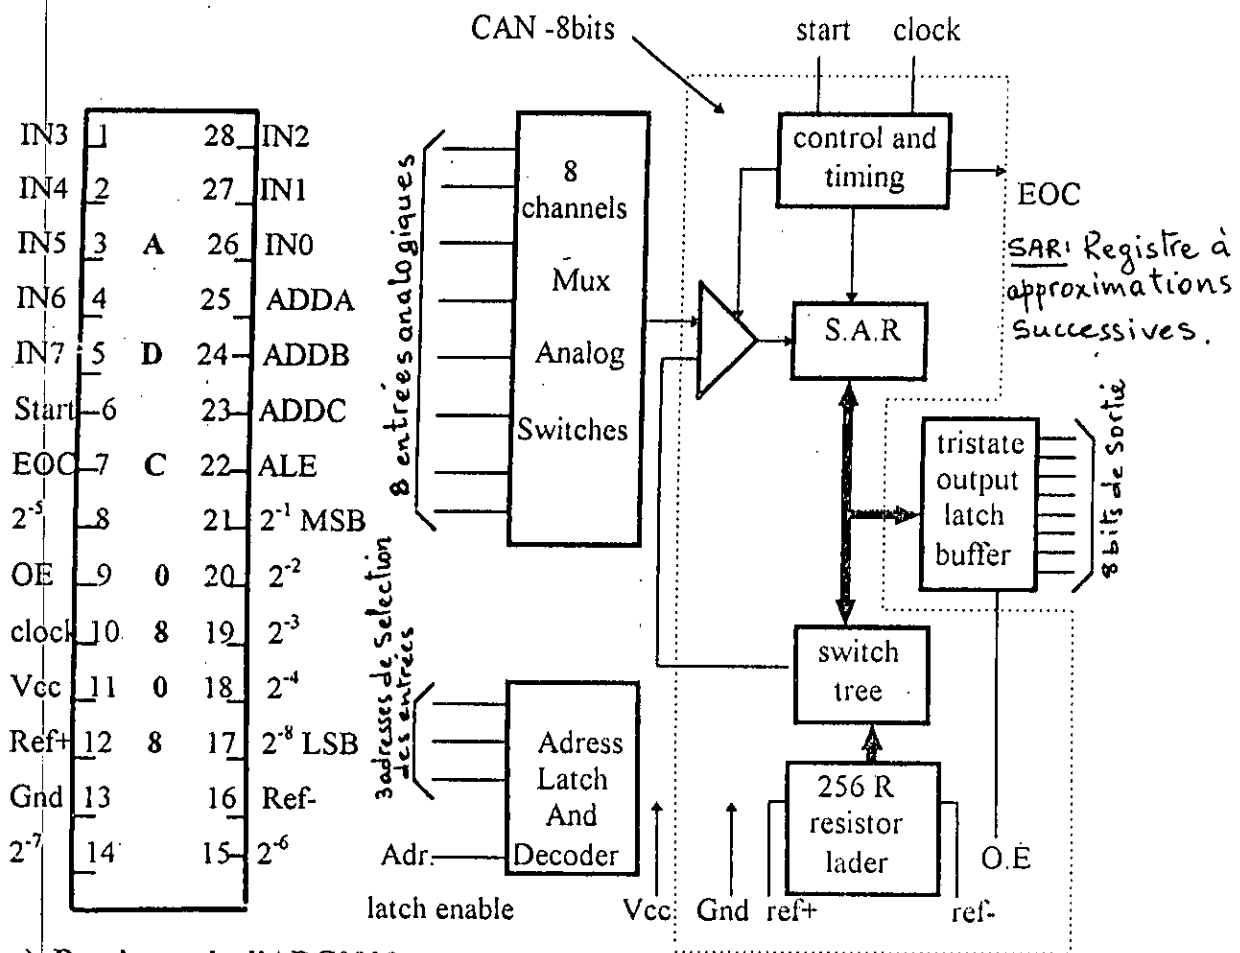 CAN -8bits
start clock
IN3 1 28 IN2
IN4 2 27 IN1
IN5 3 A 26 IN0
IN6 4 25 ADDA
IN7 5 D 24 ADDB
Start 6 23 ADDC
EOC 7 C 22 ALE
2⁻⁵ 8 21 2⁻¹ MSB
OE 9 0 20 2⁻²
clock 10 8 19 2⁻³
Vcc 11 0 18 2⁻⁴
Ref+ 12 8 17 2⁻⁸ LSB
Gnd 13 16 Ref-
2⁻⁷ 14 15 2⁻⁶
8 entrées analogiques
8
channels
Mux
Analog
Switches
control and
timing
EOC
SAR: Registre à
approximations
successives.
S.A.R
tristate
output
latch
buffer
8 bits de Sortie
switch
tree
256 R
resistor
lader
O.E
3 adresses de Selection
des entrées
Adress
Latch
And
Decoder
Adr.
latch enable
Vcc Gnd ref+ ref-